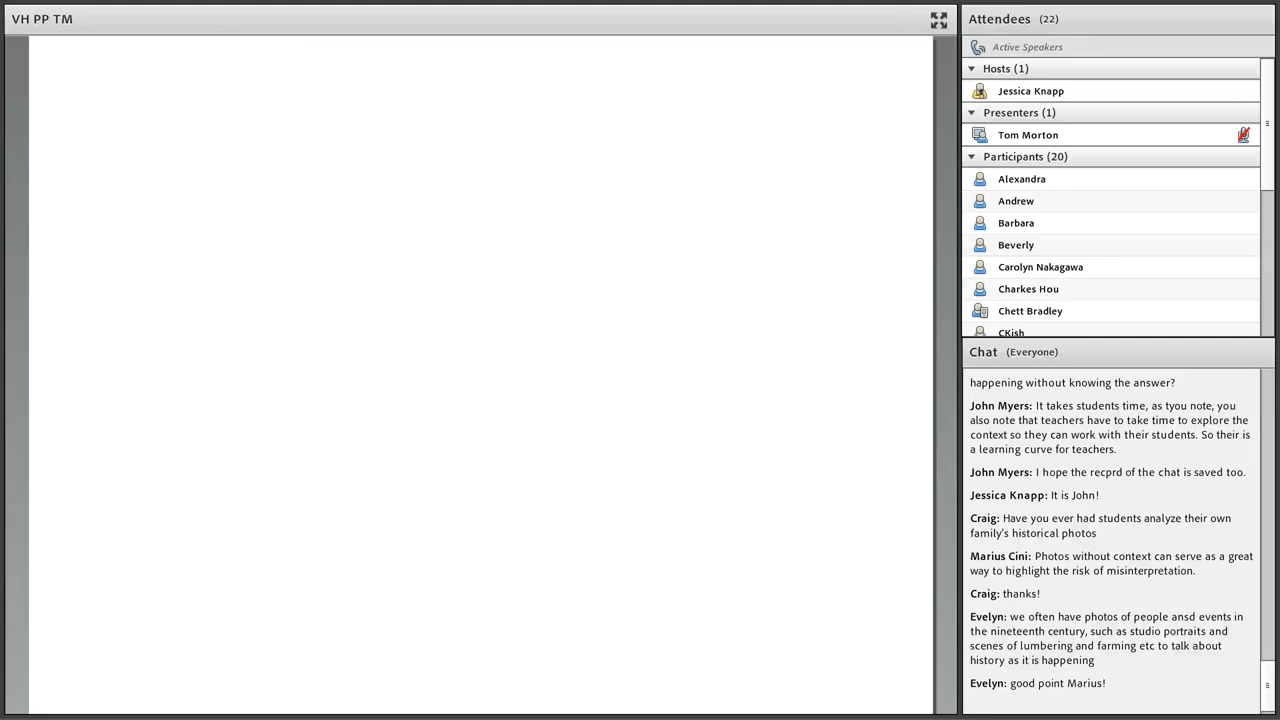 VH PP TM
Attendees (22)
Active Speakers
Hosts (1)
Jessica Knapp
Presenters (1)
Tom Morton
Participants (20)
Alexandra
Andrew
Barbara
Beverly
Carolyn Nakagawa
Charkes Hou
Chett Bradley
CKish
Chat (Everyone)
happening without knowing the answer?
John Myers: It takes students time, as tyou note, you
also note that teachers have to take time to explore the
context so they can work with their students. So their is
a learning curve for teachers.
John Myers: I hope the recprd of the chat is saved too.
Jessica Knapp: It is John!
Craig: Have you ever had students analyze their own
family's historical photos
Marius Cini: Photos without context can serve as a great
way to highlight the risk of misinterpretation.
Craig: thanks!
Evelyn: we often have photos of people ansd events in
the nineteenth century, such as studio portraits and
scenes of lumbering and farming etc to talk about
history as it is happening
Evelyn: good point Marius!